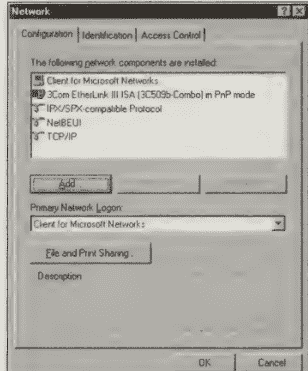 Network
Configuration Identification Access Control
The following network components are installed:
Client for Microsoft Networks
3Com EtherLink III ISA (3C509b-Combo) in PnP mode
IPX/SPX-compatible Protocol
NetBEUI
TCP/IP
Add
Primary Network Logon:
Client for Microsoft Networks
File and Print Sharing .
Description
OK Cancel